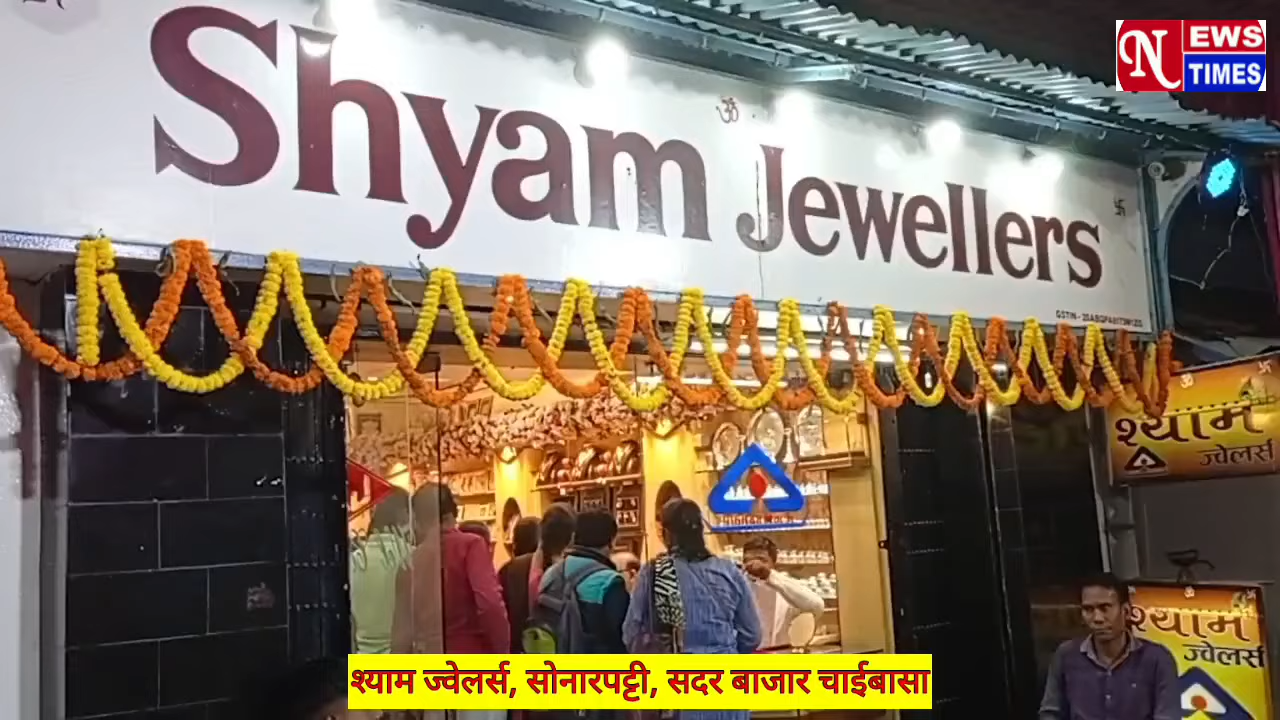 Shyam Jewellers
N EWS
TIMES
श्याम
ज्वेलर्स
श्याम
ज्वेलर्स
श्याम ज्वेलर्स, सोनारपट्टी, सदर बाजार चाईबासा